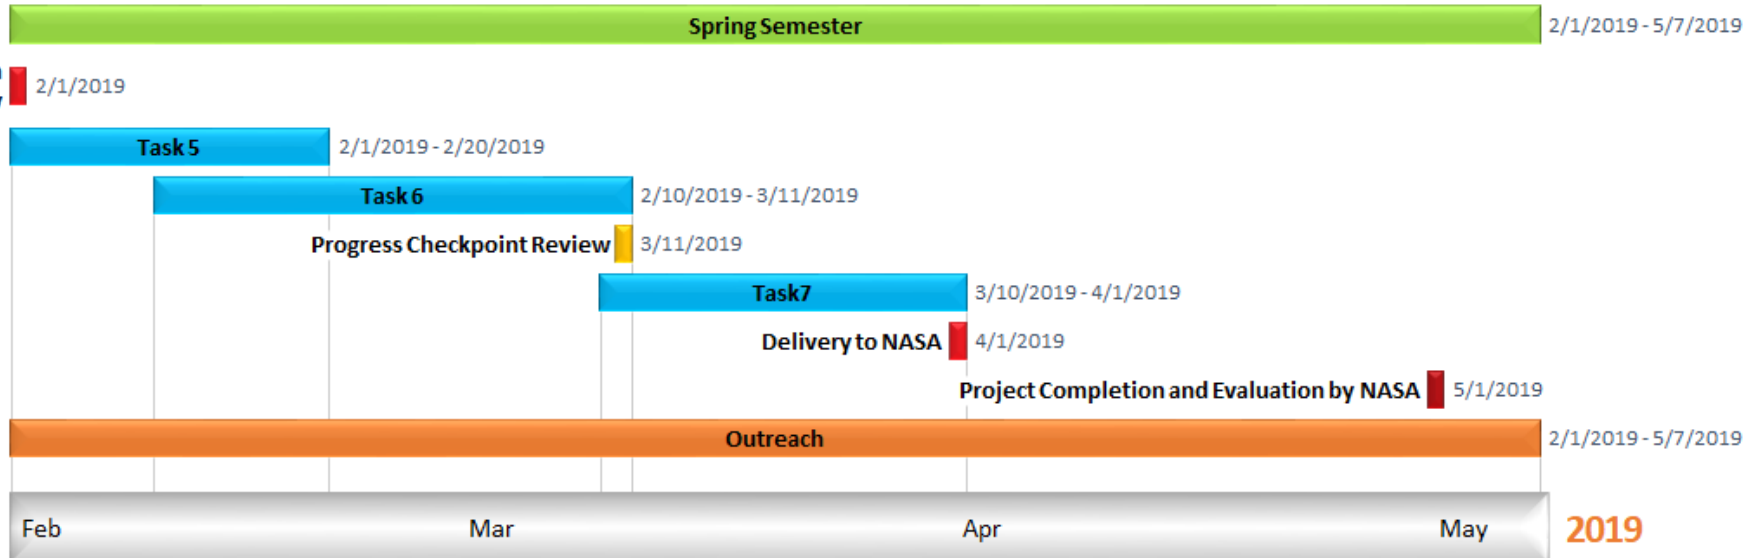 Spring Semester 2/1/2019 - 5/7/2019
2/1/2019
Task 5 2/1/2019 - 2/20/2019
Task 6 2/10/2019 - 3/11/2019
Progress Checkpoint Review 3/11/2019
Task7 3/10/2019 - 4/1/2019
Delivery to NASA 4/1/2019
Project Completion and Evaluation by NASA 5/1/2019
Outreach 2/1/2019 - 5/7/2019
Feb Mar Apr May 2019